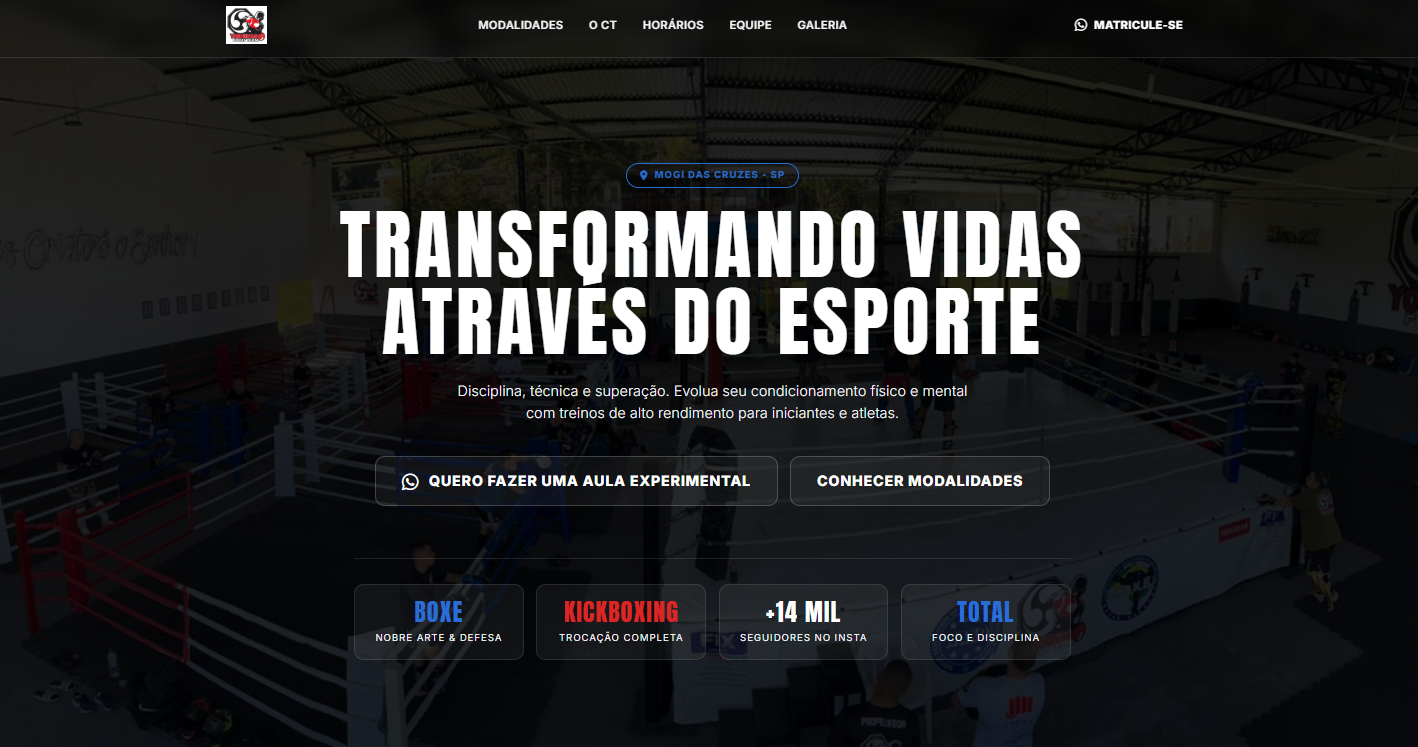 MODALIDADES O CT HORÁRIOS EQUIPE GALERIA MATRICULE-SE
MOGI DAS CRUZES - SP
TRANSFORMANDO VIDAS
ATRAVÉS DO ESPORTE
Disciplina, técnica e superação. Evolua seu condicionamento físico e mental
com treinos de alto rendimento para iniciantes e atletas.
QUERO FAZER UMA AULA EXPERIMENTAL CONHECER MODALIDADES
BOXE
NOBRE ARTE & DEFESA
KICKBOXING
TROCAÇÃO COMPLETA
+14 MIL
SEGUIDORES NO INSTA
TOTAL
FOCO E DISCIPLINA
PROFESSOR